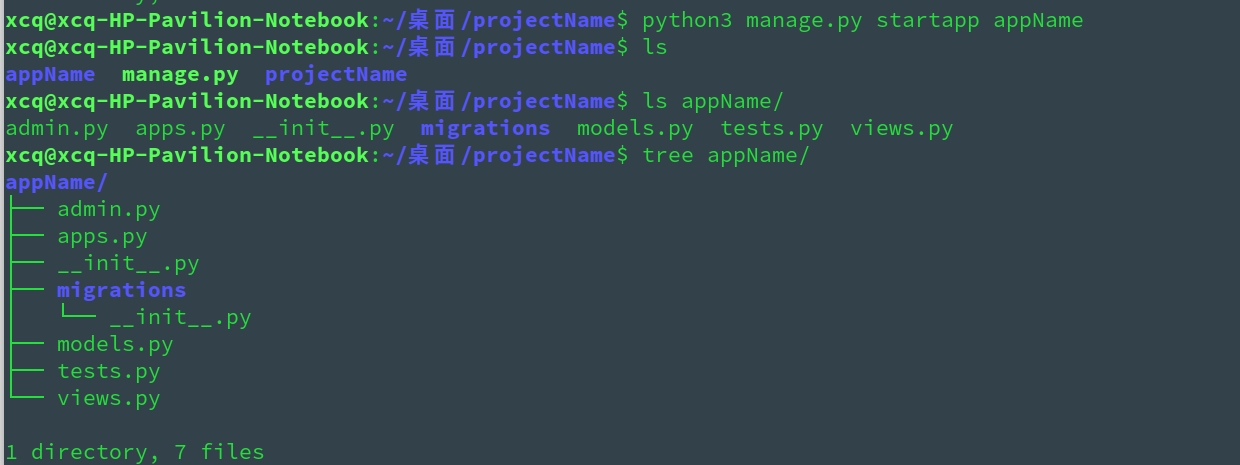 xcq@xcq-HP-Pavilion-Notebook:~/桌面/projectName$ python3 manage.py startapp appName
xcq@xcq-HP-Pavilion-Notebook:~/桌面/projectName$ ls
appName  manage.py  projectName
xcq@xcq-HP-Pavilion-Notebook:~/桌面/projectName$ ls appName/
admin.py  apps.py  __init__.py  migrations  models.py  tests.py  views.py
xcq@xcq-HP-Pavilion-Notebook:~/桌面/projectName$ tree appName/
appName/
├── admin.py
├── apps.py
├── __init__.py
├── migrations
│   └── __init__.py
├── models.py
├── tests.py
└── views.py
1 directory, 7 files